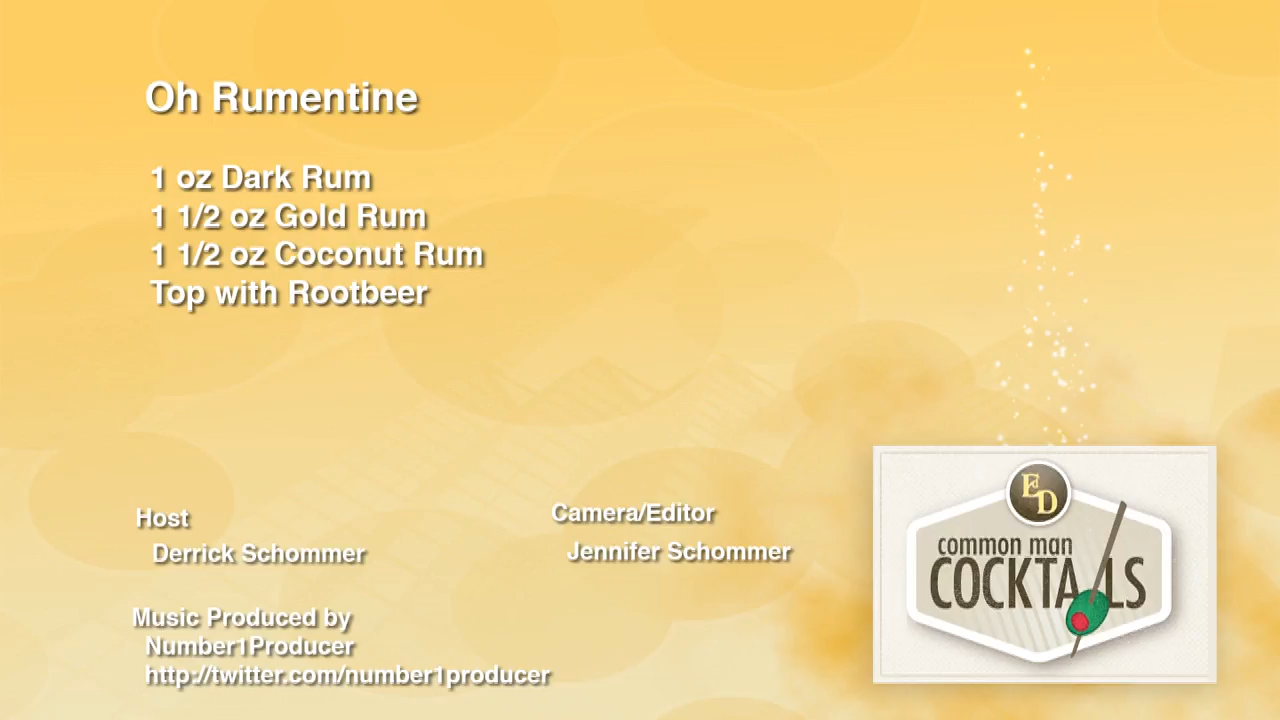 Oh Rumentine
1 oz Dark Rum
1 1/2 oz Gold Rum
1 1/2 oz Coconut Rum
Top with Rootbeer
Host
Derrick Schommer
Camera/Editor
Jennifer Schommer
Music Produced by
Number1Producer
http://twitter.com/number1producer
ED
common man
COCKTAILS